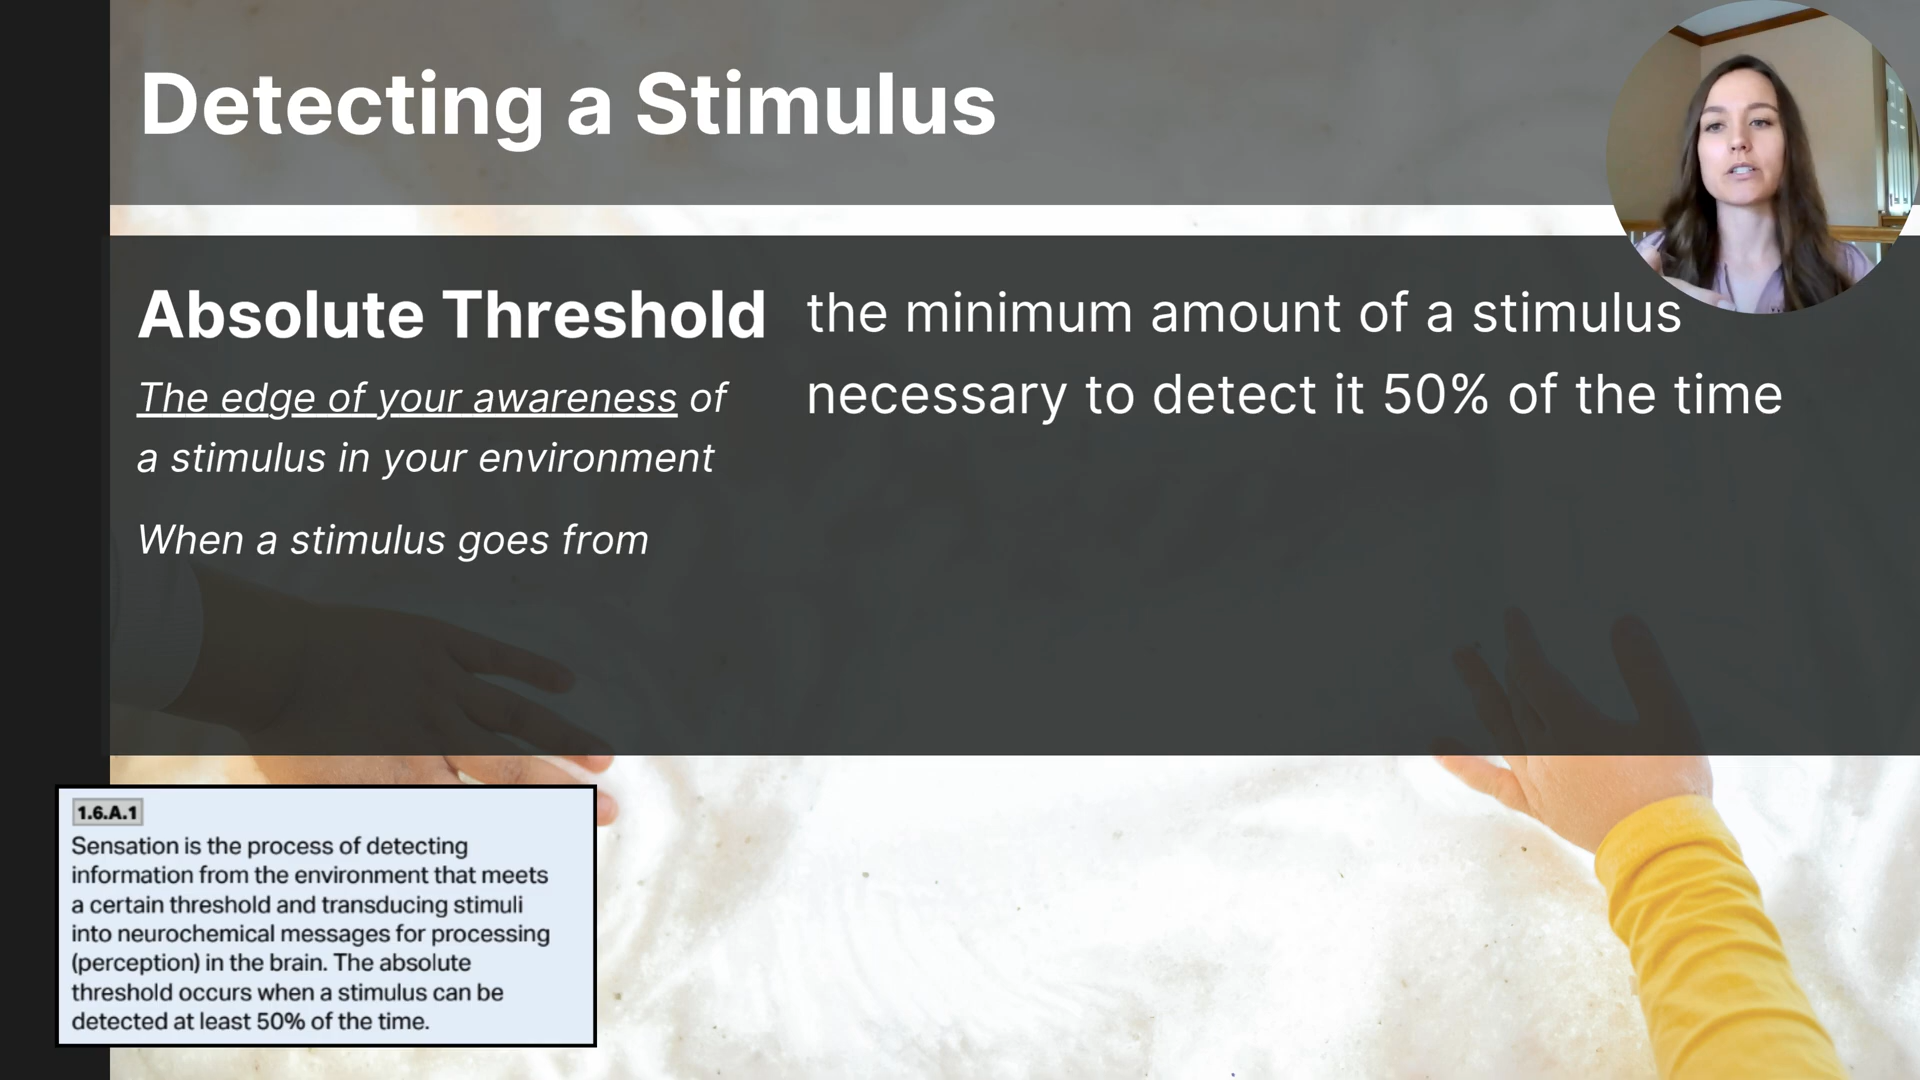 Detecting a Stimulus
Absolute Threshold
The edge of your awareness of
a stimulus in your environment
When a stimulus goes from
the minimum amount of a stimulus
necessary to detect it 50% of the time
1.6.A.1
Sensation is the process of detecting
information from the environment that meets
a certain threshold and transducing stimuli
into neurochemical messages for processing
(perception) in the brain. The absolute
threshold occurs when a stimulus can be
detected at least 50% of the time.